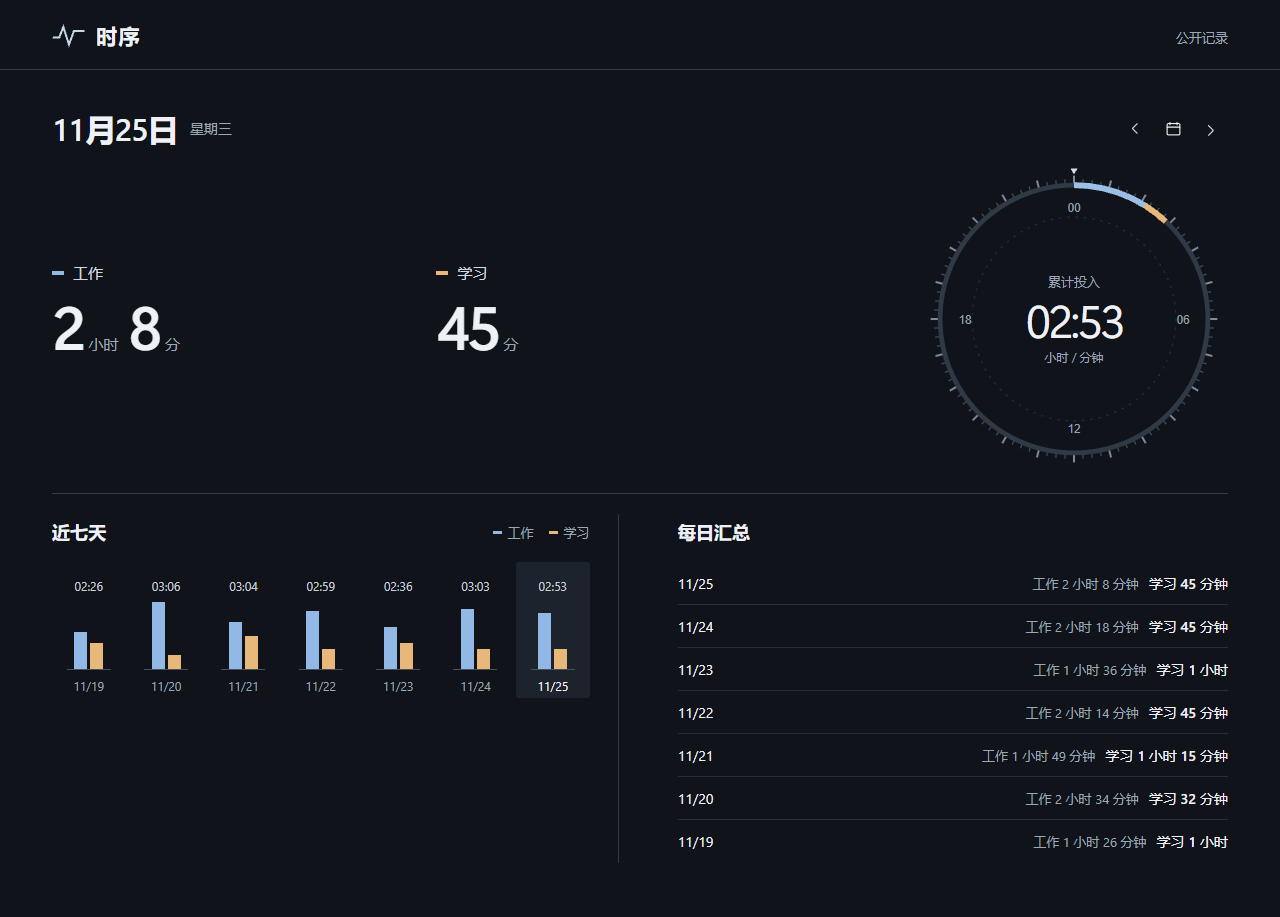 时序
公开记录
11月25日 星期三
工作
2 小时 8 分
学习
45 分
00
06
12
18
累计投入
02:53
小时 / 分钟
近七天
工作 学习
02:26 03:06 03:04 02:59 02:36 03:03 02:53
11/19 11/20 11/21 11/22 11/23 11/24 11/25
每日汇总
11/25 工作 2 小时 8 分钟 学习 45 分钟
11/24 工作 2 小时 18 分钟 学习 45 分钟
11/23 工作 1 小时 36 分钟 学习 1 小时
11/22 工作 2 小时 14 分钟 学习 45 分钟
11/21 工作 1 小时 49 分钟 学习 1 小时 15 分钟
11/20 工作 2 小时 34 分钟 学习 32 分钟
11/19 工作 1 小时 26 分钟 学习 1 小时